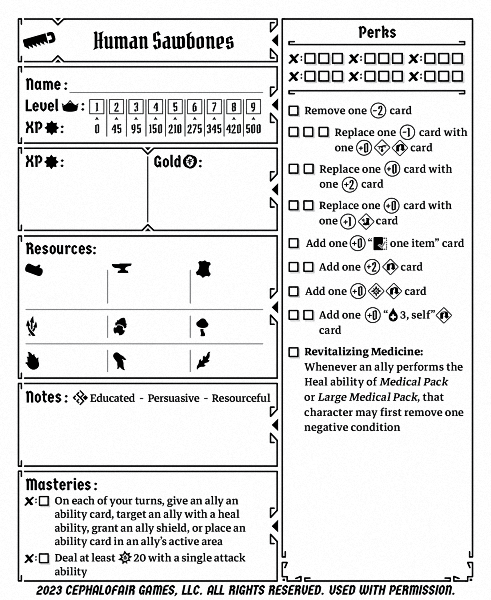 Human Sawbones
Name:
Level:
1 2 3 4 5 6 7 8 9
XP:
0 45 95 150 210 275 345 420 500
XP:
Gold:
Resources:
Notes: Educated - Persuasive - Resourceful
Masteries:
On each of your turns, give an ally an
ability card, target an ally with a heal
ability, grant an ally shield, or place an
ability card in an ally's active area
Deal at least 20 with a single attack
ability
Perks
Remove one -2 card
Replace one -1 card with
one +0 card
Replace one +0 card with
one +2 card
Replace one +0 card with
one +1 card
Add one +0 “ one item” card
Add one +2 card
Add one +0 card
Add one +0 “ 3, self”
card
Revitalizing Medicine:
Whenever an ally performs the
Heal ability of Medical Pack
or Large Medical Pack, that
character may first remove one
negative condition
2023 CEPHALOFAIR GAMES, LLC. ALL RIGHTS RESERVED. USED WITH PERMISSION.